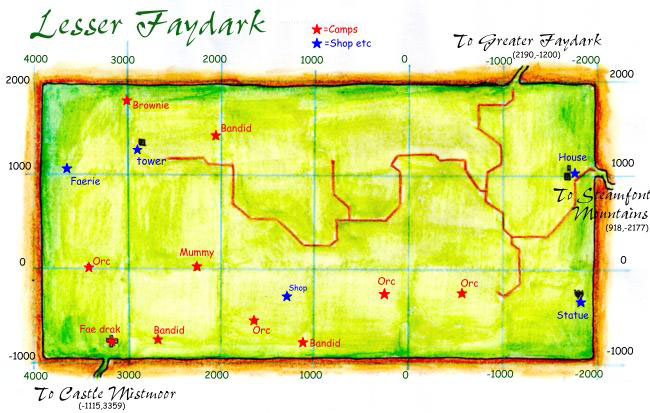 Lesser Faydark
=Camps
=Shop etc
To Greater Faydark
(2190,-1200)
4000 3000 2000 1000 0 -1000 -2000
2000 2000
Brownie
Bandid
tower
House
1000 1000
Faerie
To Steamfont
Mountains
(918,-2177)
Mummy
Orc
0 0
Orc Orc
Shop
Statue
Orc
Fae drak Bandid
Bandid
-1000 -1000
4000 3000 2000 1000 0 -1000 -2000
To Castle Mistmoor
(-1115,3359)